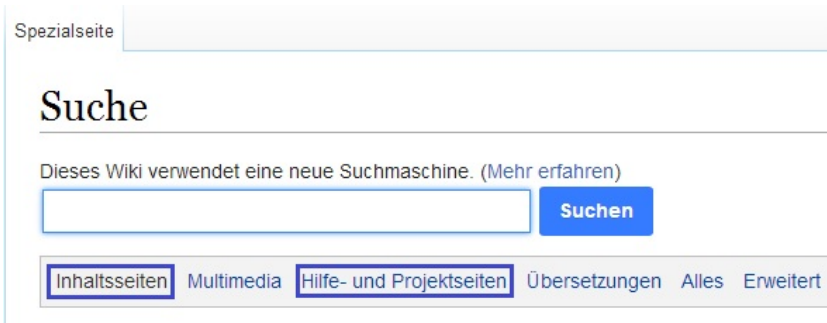 Spezialseite
Suche
Dieses Wiki verwendet eine neue Suchmaschine. (Mehr erfahren)
Suchen
Inhaltsseiten Multimedia Hilfe- und Projektseiten Übersetzungen Alles Erweitert